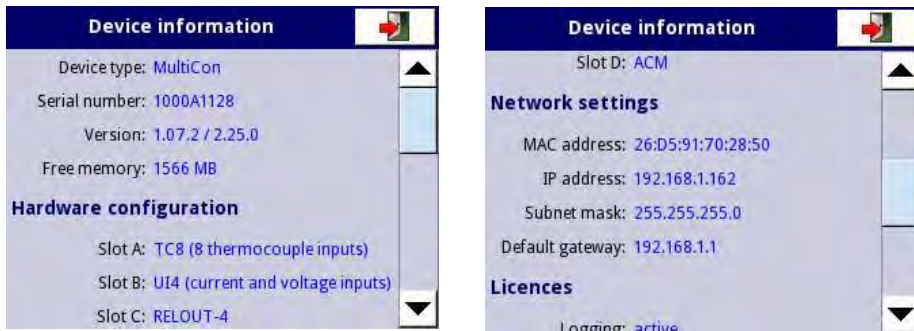 Device information
Device type: MultiCon
Serial number: 1000A1128
Version: 1.07.2 / 2.25.0
Free memory: 1566 MB
Hardware configuration
Slot A: TC8 (8 thermocouple inputs)
Slot B: UI4 (current and voltage inputs)
Slot C: RELOUT-4
Device information
Slot D: ACM
Network settings
MAC address: 26:D5:91:70:28:50
IP address: 192.168.1.162
Subnet mask: 255.255.255.0
Default gateway: 192.168.1.1
Licences
Logging: active